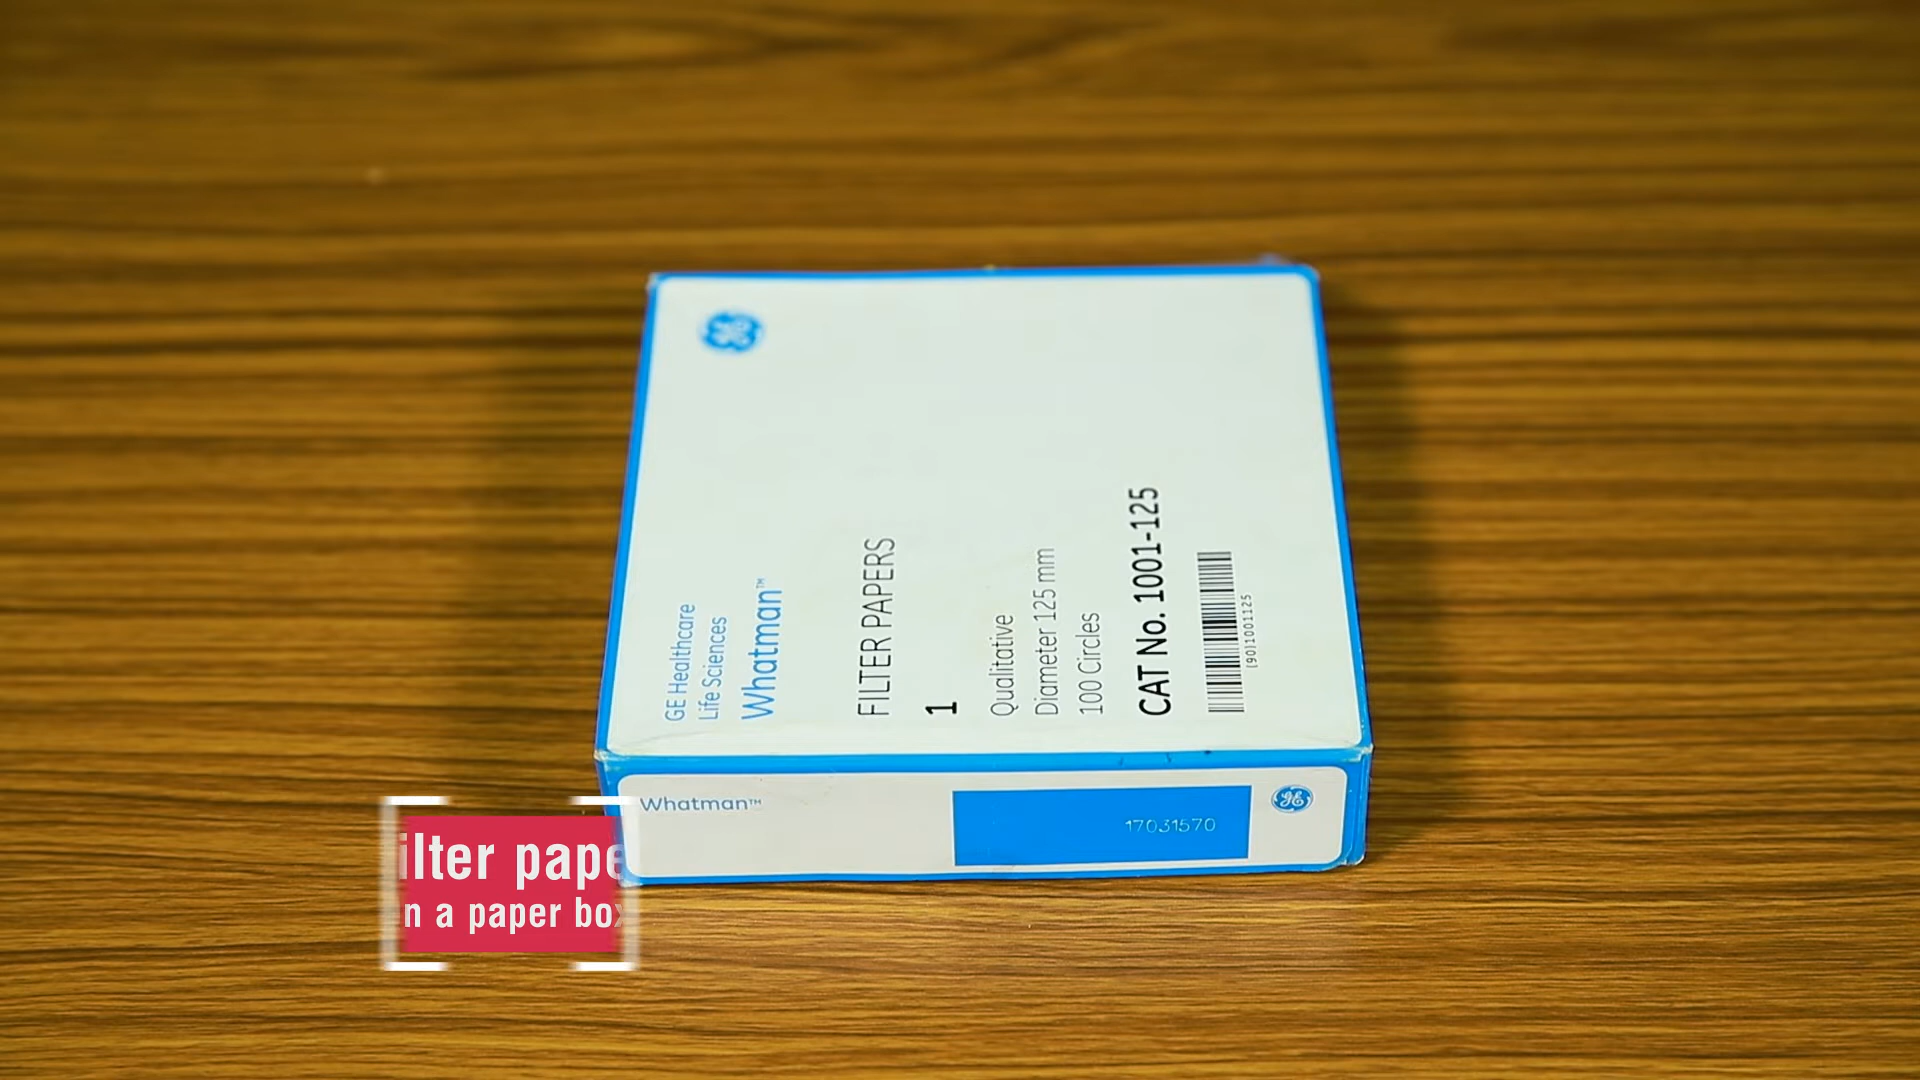 GE Healthcare
Life Sciences
Whatman™
FILTER PAPERS
1
Qualitative
Diameter 125 mm
100 Circles
CAT No. 1001-125
(90)1001125
Whatman™
17031570
ilter pape
n a paper box